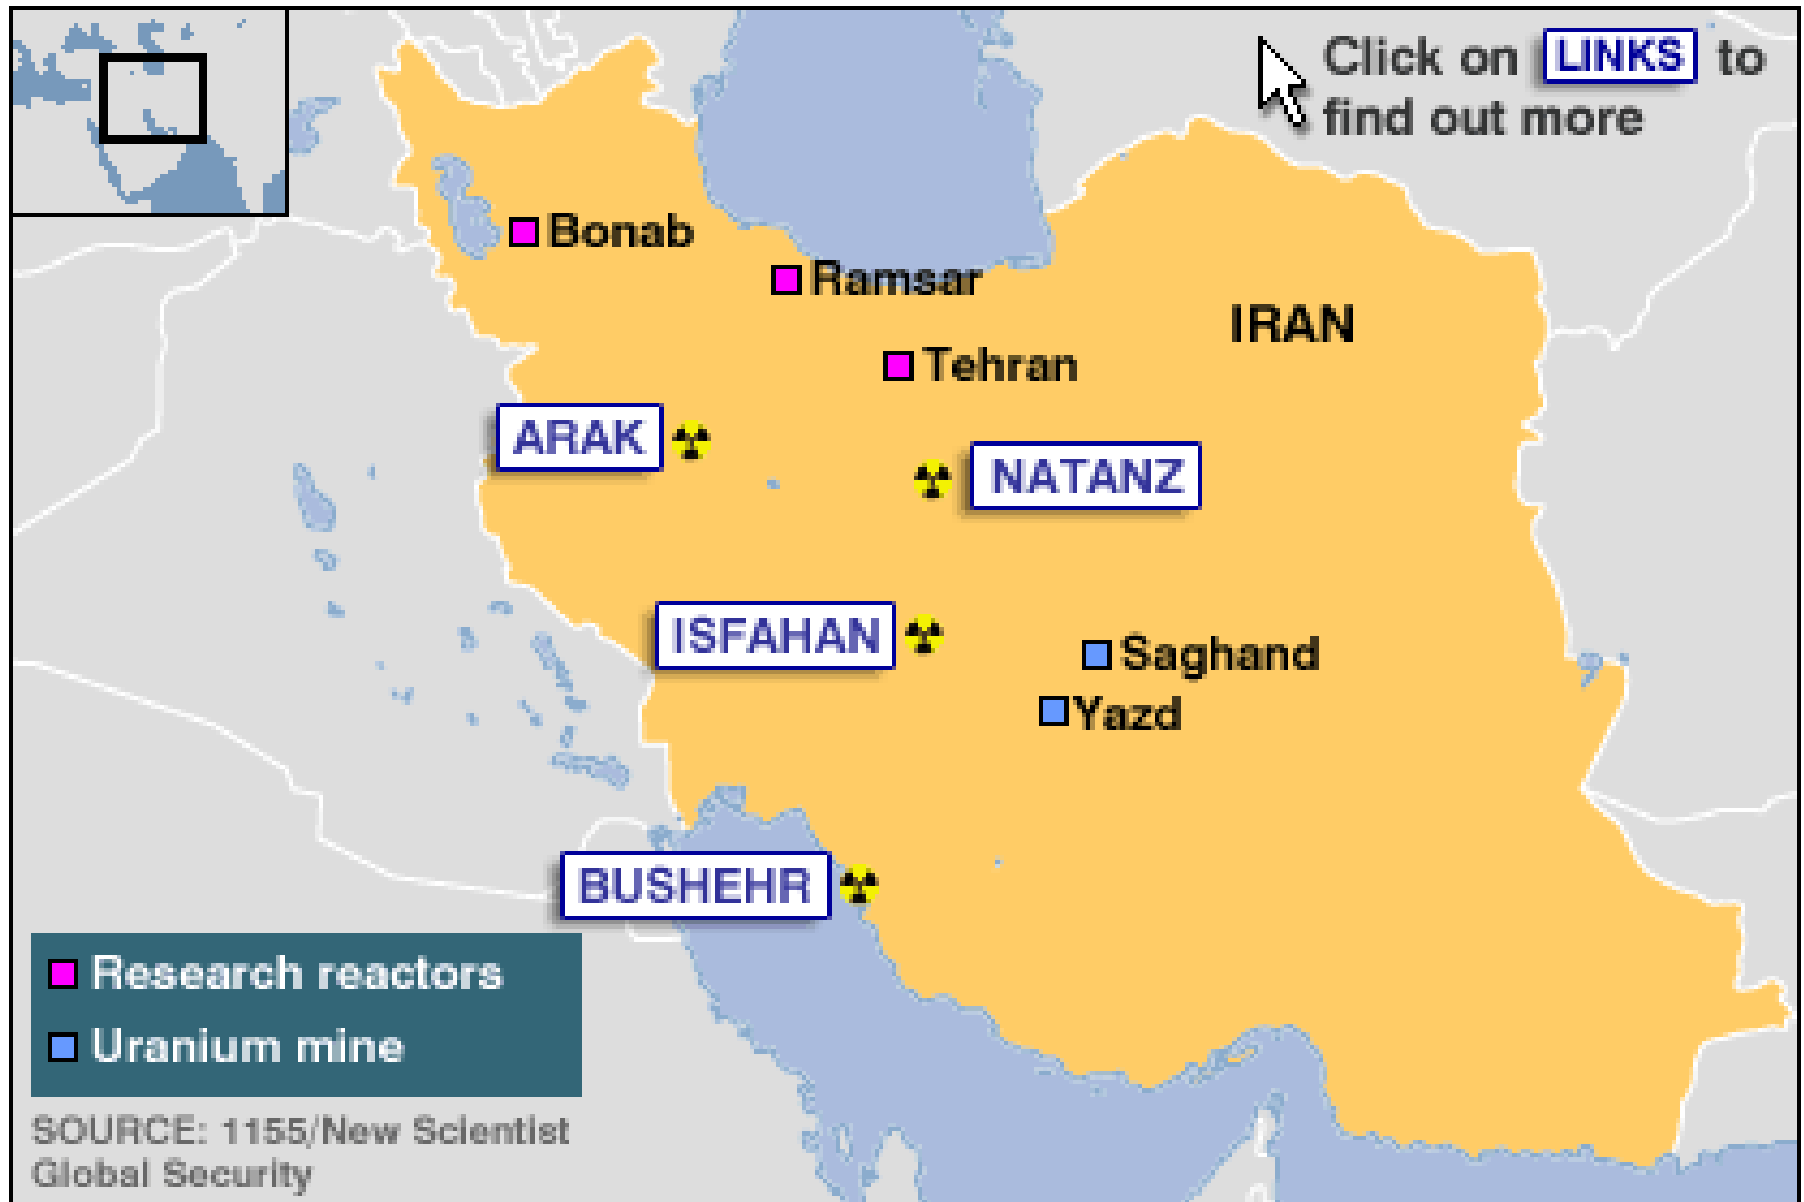 Click on LINKS to
find out more
Bonab
Ramsar
IRAN
Tehran
ARAK
NATANZ
ISFAHAN
Saghand
Yazd
BUSHEHR
Research reactors
Uranium mine
SOURCE: 1155/New Scientist
Global Security